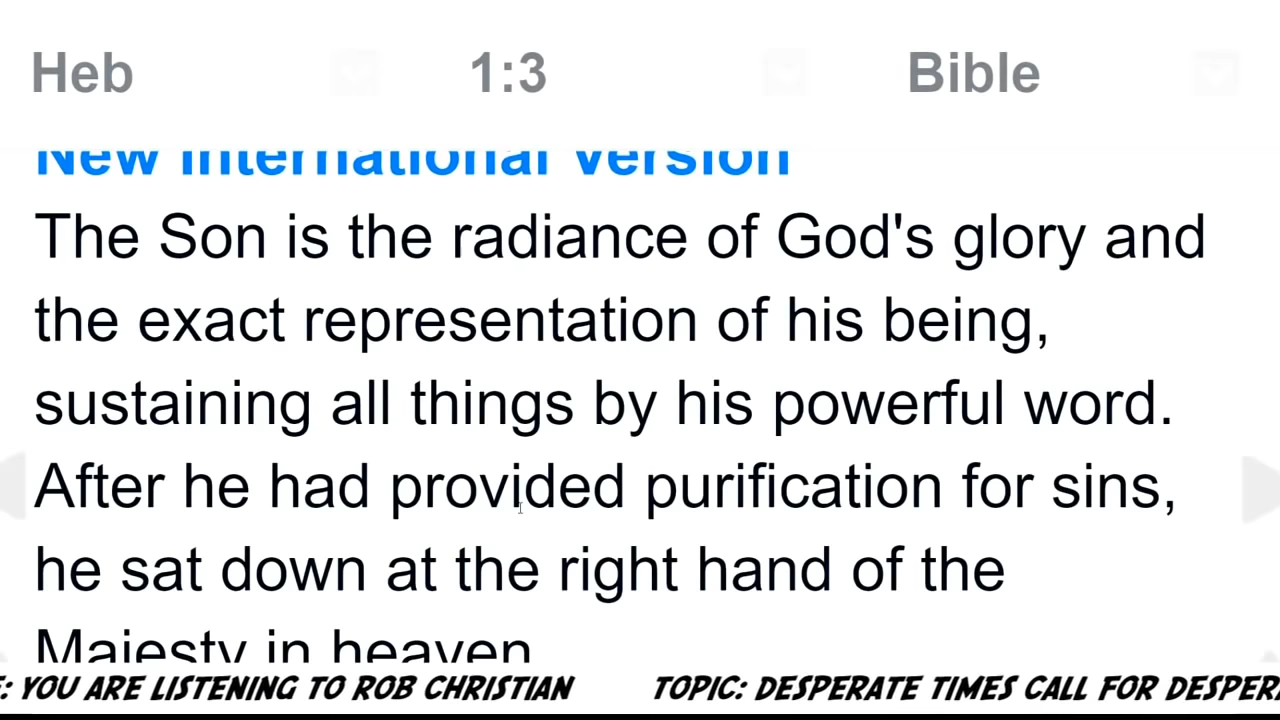 Heb 1:3 Bible
New International Version
The Son is the radiance of God's glory and
the exact representation of his being,
sustaining all things by his powerful word.
After he had provided purification for sins,
he sat down at the right hand of the
Majesty in heaven
: YOU ARE LISTENING TO ROB CHRISTIAN TOPIC: DESPERATE TIMES CALL FOR